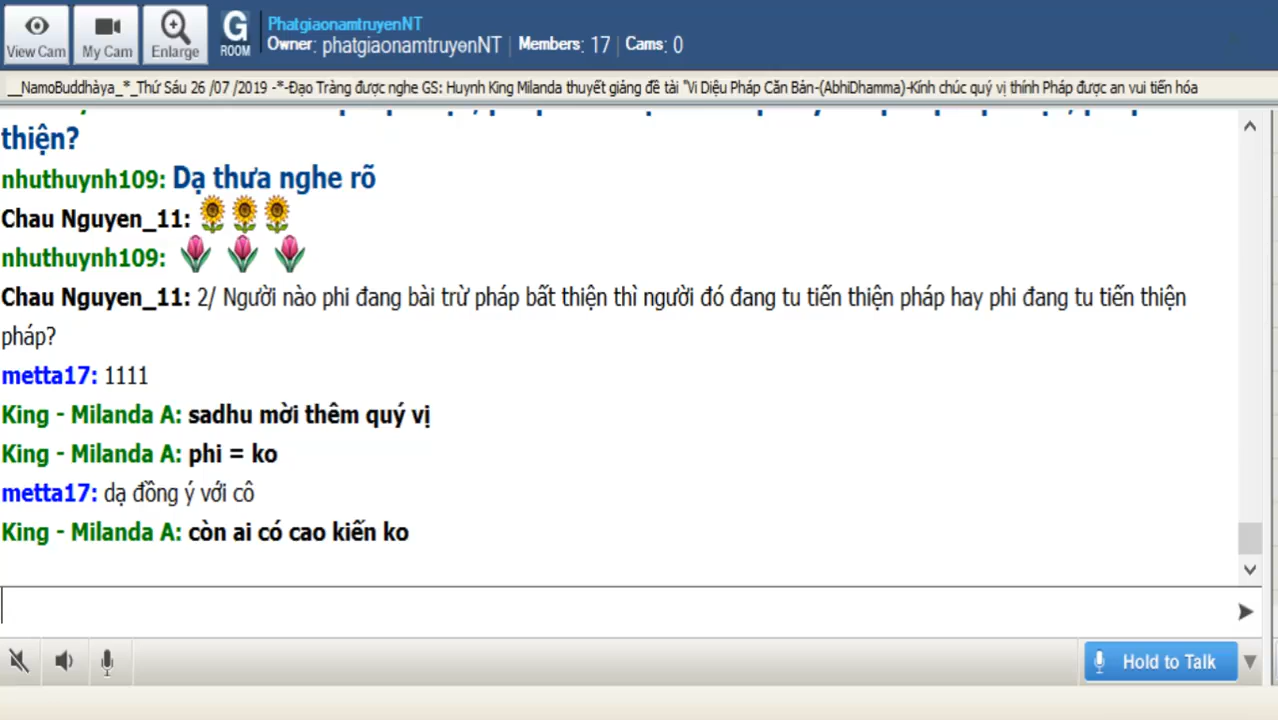 View Cam
My Cam
Enlarge
G
ROOM
PhatgiaonamtruyenNT
Owner: phatgiaonamtruyenNT | Members: 17 | Cams: 0
__NamoBuddhàya_*_Thứ Sáu 26 /07 /2019 -*-Đạo Tràng được nghe GS: Huynh King Milanda thuyết giảng đề tài "Vi Diệu Pháp Căn Bản-(AbhiDhamma)-Kính chúc quý vị thính Pháp được an vui tiến hóa
thiện?
nhuthuynh109: Dạ thưa nghe rõ
Chau Nguyen_11:
nhuthuynh109:
Chau Nguyen_11: 2/ Người nào phi đang bài trừ pháp bất thiện thì người đó đang tu tiến thiện pháp hay phi đang tu tiến thiện
pháp?
metta17: 1111
King - Milanda A: sadhu mời thêm quý vị
King - Milanda A: phi = ko
metta17: dạ đồng ý với cô
King - Milanda A: còn ai có cao kiến ko
Hold to Talk